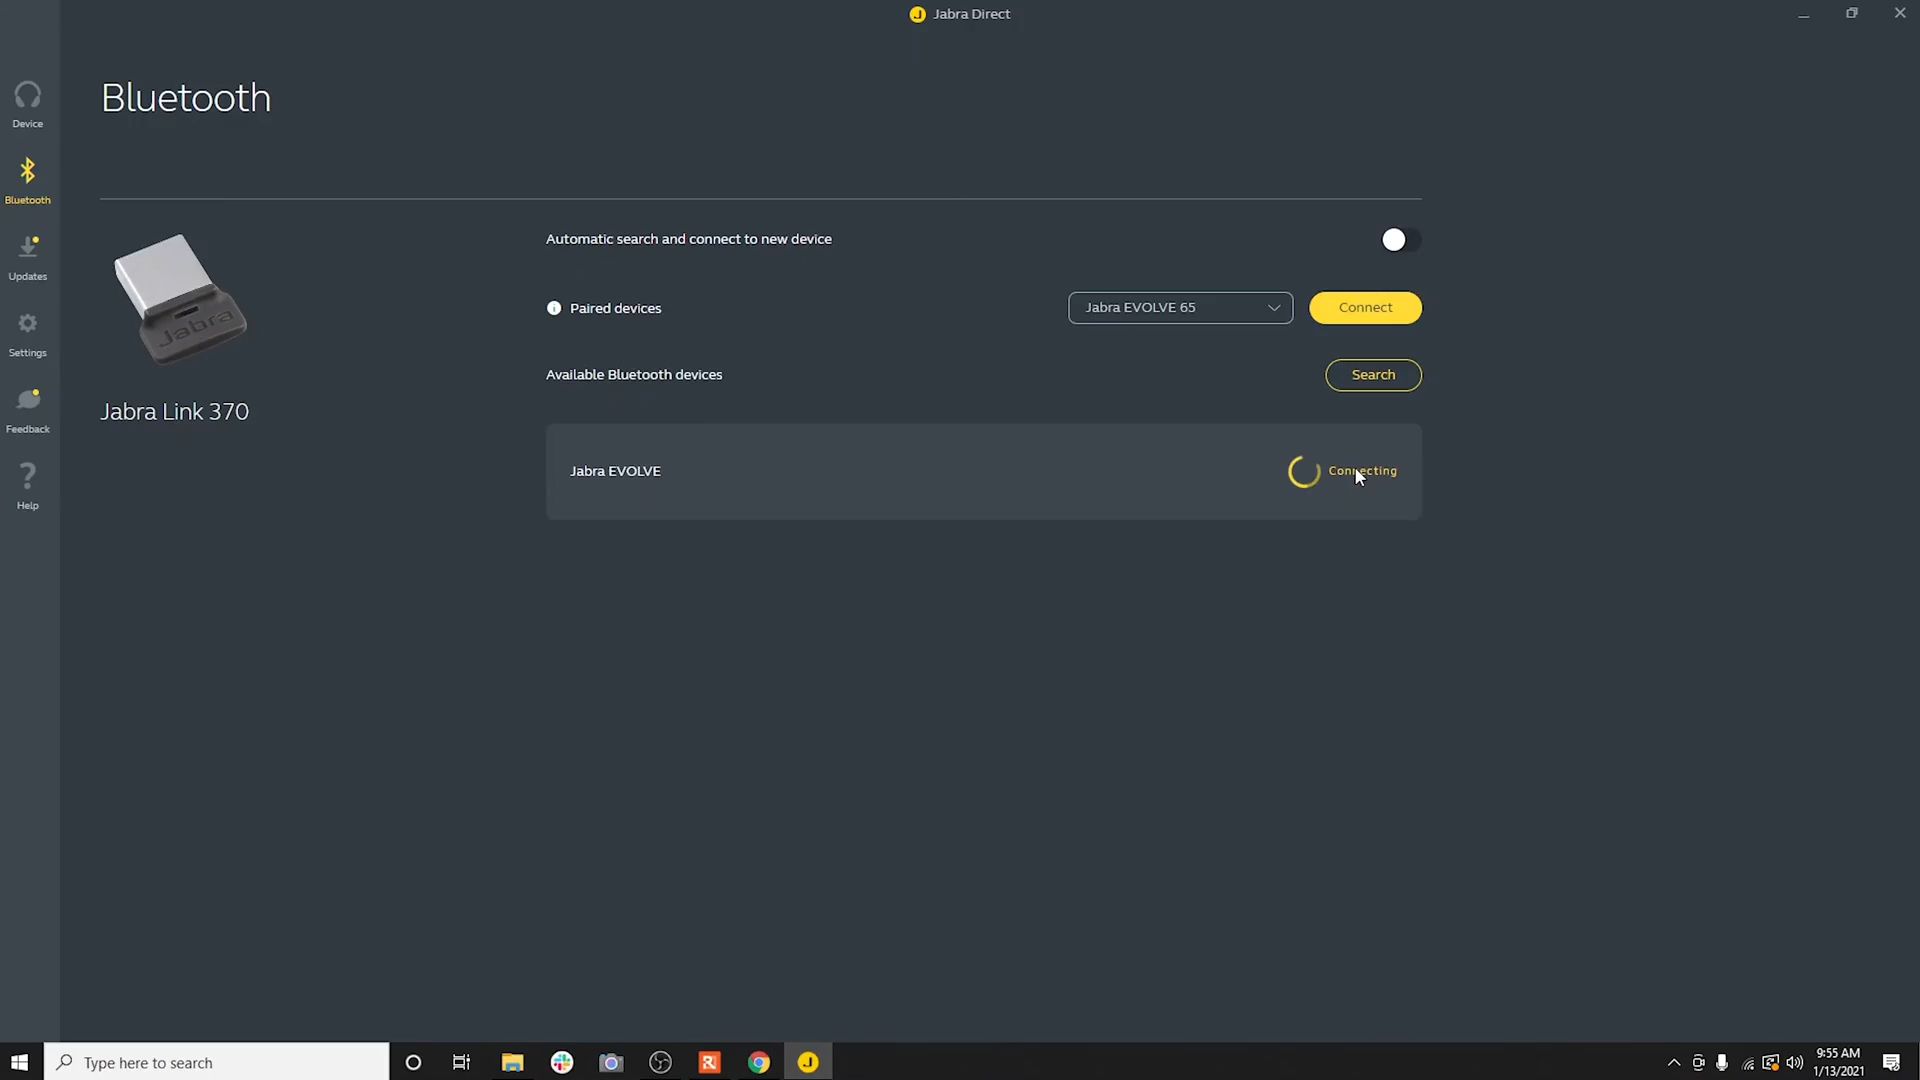 Jabra Direct
Bluetooth
Device
Bluetooth
Updates
Settings
Feedback
Help
Jabra
Jabra Link 370
Automatic search and connect to new device
Paired devices
Jabra EVOLVE 65
Connect
Available Bluetooth devices
Search
Jabra EVOLVE
Connecting
Type here to search
9:55 AM
1/13/2021